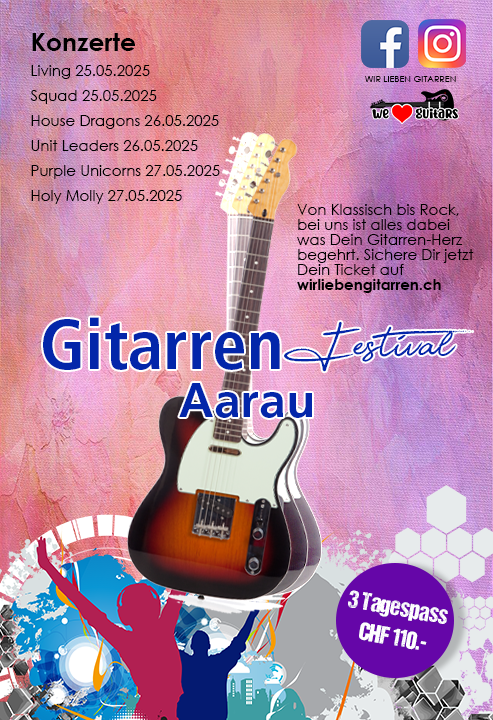 Konzerte
Living 25.05.2025
Squad 25.05.2025
House Dragons 26.05.2025
Unit Leaders 26.05.2025
Purple Unicorns 27.05.2025
Holy Molly 27.05.2025
WIR LIEBEN GITARREN
we guitars
Von Klassisch bis Rock,
bei uns ist alles dabei
was Dein Gitarren-Herz
begehrt. Sichere Dir jetzt
Dein Ticket auf
wirliebengitarren.ch
Gitarren Festival
Aarau
3 Tagespass
CHF 110.-